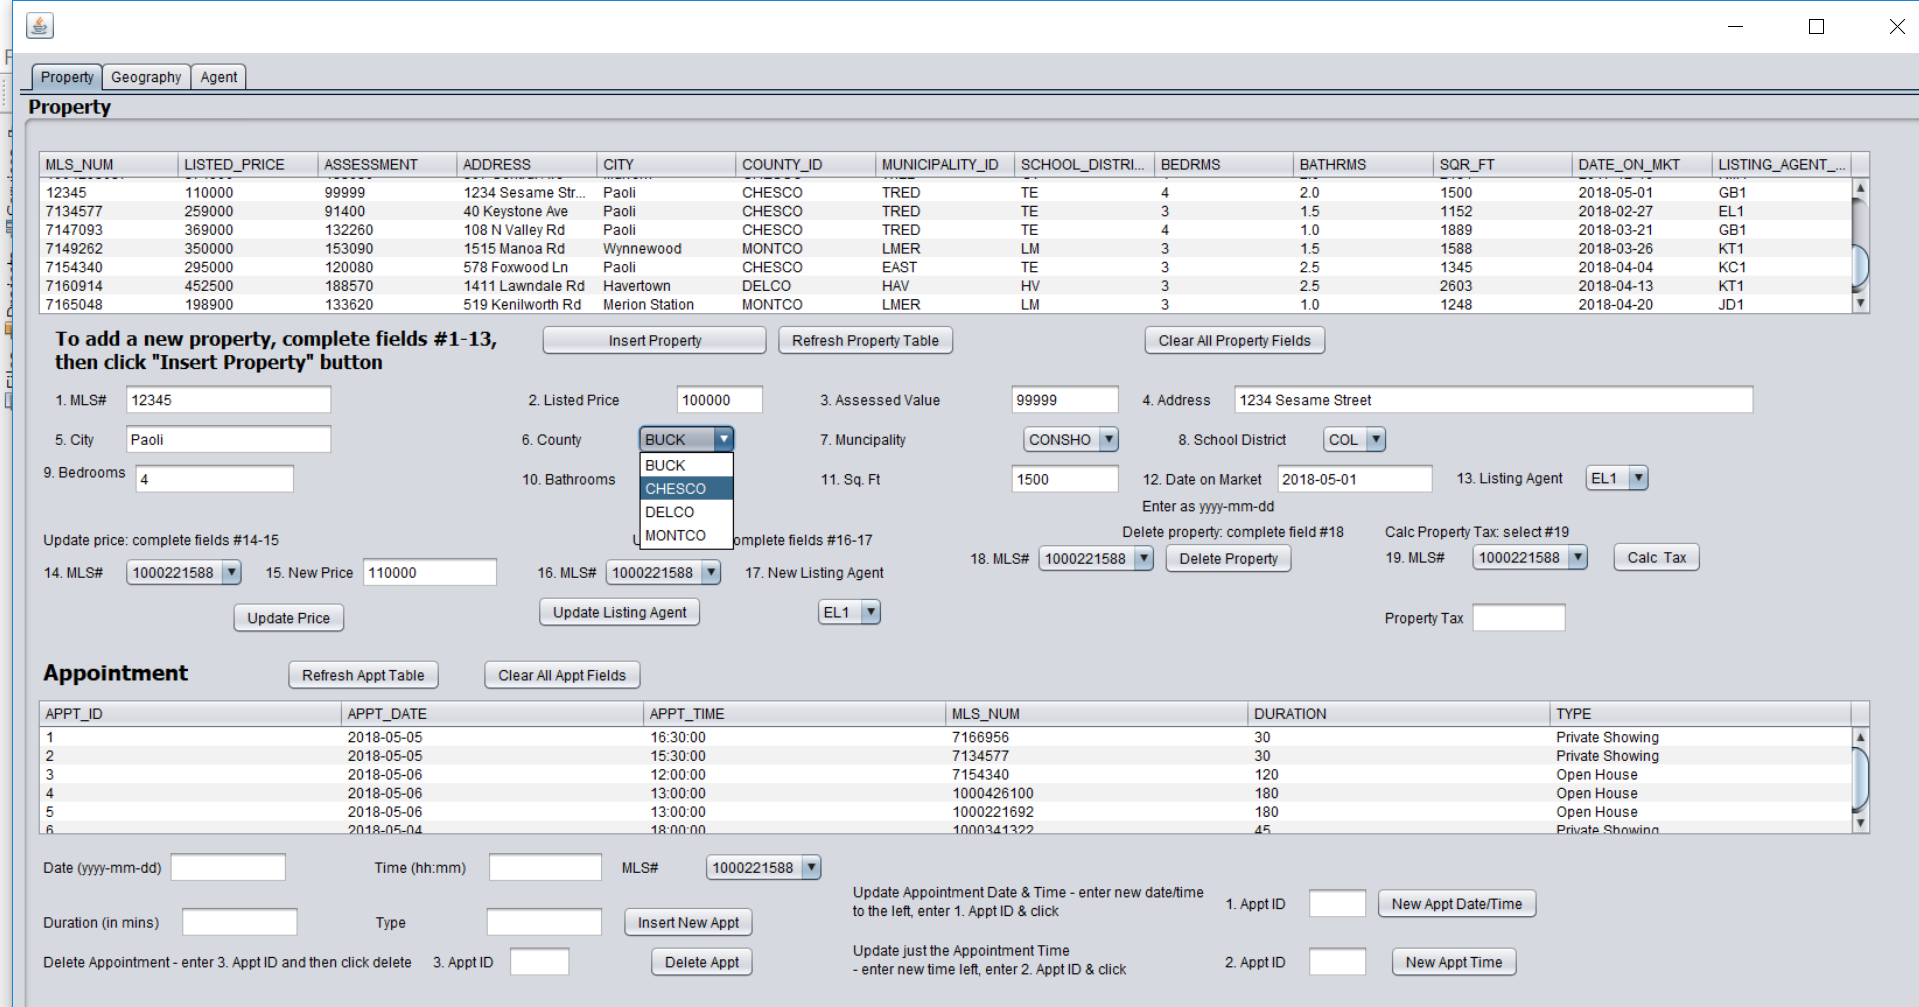 Property Geography Agent
Property
MLS_NUM LISTED_PRICE ASSESSMENT ADDRESS CITY COUNTY_ID MUNICIPALITY_ID SCHOOL_DISTRI... BEDRMS BATHRMS SQR_FT DATE_ON_MKT LISTING_AGENT_...
12345 110000 99999 1234 Sesame Str... Paoli CHESCO TRED TE 4 2.0 1500 2018-05-01 GB1
7134577 259000 91400 40 Keystone Ave Paoli CHESCO TRED TE 3 1.5 1152 2018-02-27 EL1
7147093 369000 132260 108 N Valley Rd Paoli CHESCO TRED TE 4 1.0 1889 2018-03-21 GB1
7149262 350000 153090 1515 Manoa Rd Wynnewood MONTCO LMER LM 3 1.5 1588 2018-03-26 KT1
7154340 295000 120080 578 Foxwood Ln Paoli CHESCO EAST TE 3 2.5 1345 2018-04-04 KC1
7160914 452500 188570 1411 Lawndale Rd Havertown DELCO HAV HV 3 2.5 2603 2018-04-13 KT1
7165048 198900 133620 519 Kenilworth Rd Merion Station MONTCO LMER LM 3 1.0 1248 2018-04-20 JD1
To add a new property, complete fields #1-13,
then click "Insert Property" button
Insert Property Refresh Property Table Clear All Property Fields
1. MLS# 12345 2. Listed Price 100000 3. Assessed Value 99999 4. Address 1234 Sesame Street
5. City Paoli 6. County BUCK 7. Muncipality CONSHO 8. School District COL
BUCK
CHESCO
DELCO
MONTCO
9. Bedrooms 4 10. Bathrooms 11. Sq. Ft 1500 12. Date on Market 2018-05-01 13. Listing Agent EL1
Enter as yyyy-mm-dd
Update price: complete fields #14-15 omplete fields #16-17 Delete property: complete field #18 Calc Property Tax: select #19
14. MLS# 1000221588 15. New Price 110000 16. MLS# 1000221588 17. New Listing Agent 18. MLS# 1000221588 Delete Property 19. MLS# 1000221588 Calc Tax
Update Price Update Listing Agent EL1 Property Tax
Appointment Refresh Appt Table Clear All Appt Fields
APPT_ID APPT_DATE APPT_TIME MLS_NUM DURATION TYPE
1 2018-05-05 16:30:00 7166956 30 Private Showing
2 2018-05-05 15:30:00 7134577 30 Private Showing
3 2018-05-06 12:00:00 7154340 120 Open House
4 2018-05-06 13:00:00 1000426100 180 Open House
5 2018-05-06 13:00:00 1000221692 180 Open House
6 2018-05-04 18:00:00 1000341322 45 Private Showing
Date (yyyy-mm-dd) Time (hh:mm) MLS# 1000221588
Update Appointment Date & Time - enter new date/time
to the left, enter 1. Appt ID & click
1. Appt ID New Appt Date/Time
Duration (in mins) Type Insert New Appt
Update just the Appointment Time
- enter new time left, enter 2. Appt ID & click
2. Appt ID New Appt Time
Delete Appointment - enter 3. Appt ID and then click delete 3. Appt ID Delete Appt